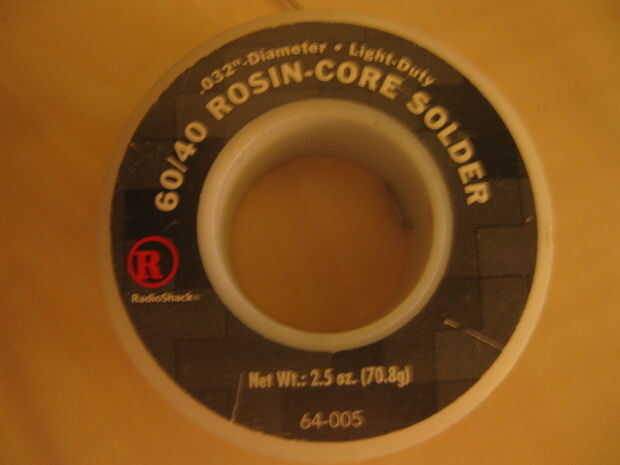 .032"-Diameter • Light-Duty
60/40 ROSIN-CORE SOLDER
R
RadioShack®
Net Wt.: 2.5 oz. (70.8g)
64-005